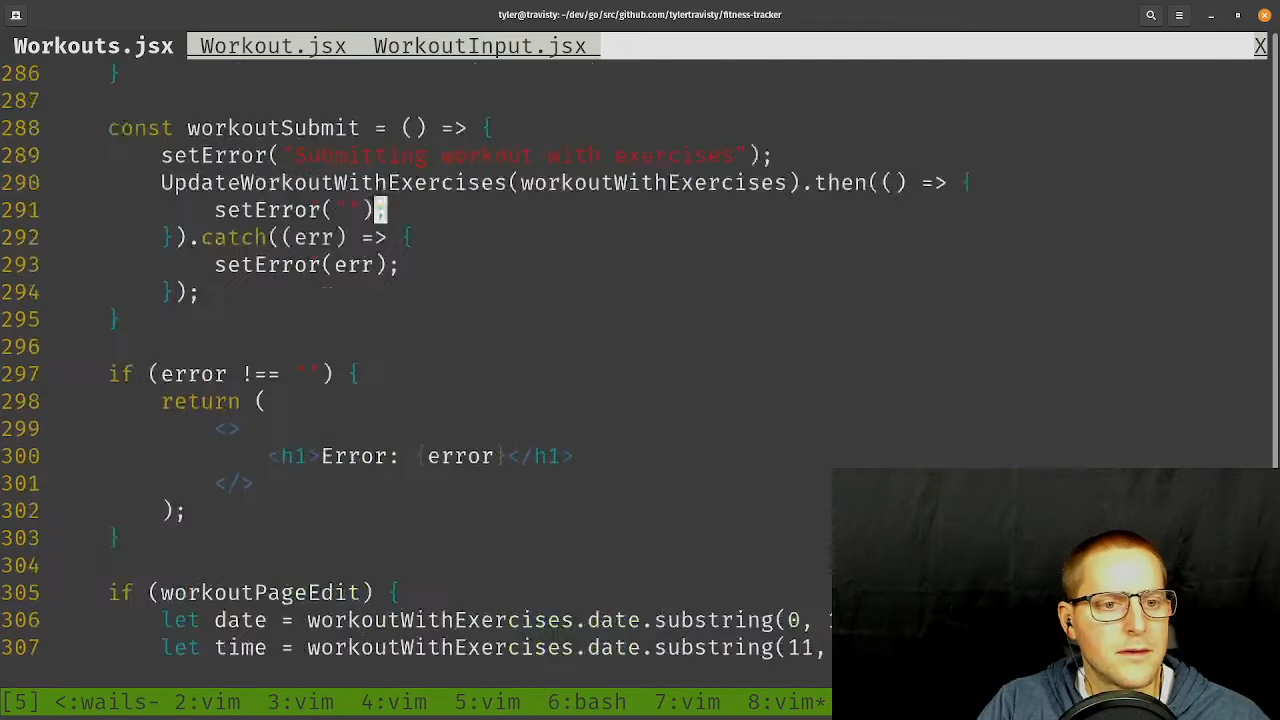 tyler@travisty: ~/dev/go/src/github.com/tylertravisty/fitness-tracker
Workouts.jsx Workout.jsx WorkoutInput.jsx X
286 }
287
288 const workoutSubmit = () => {
289 setError("Submitting workout with exercises");
290 UpdateWorkoutWithExercises(workoutWithExercises).then(() => {
291 setError("");
292 }).catch((err) => {
293 setError(err);
294 });
295 }
296
297 if (error !== "") {
298 return (
299 <>
300 <h1>Error: {error}</h1>
301 </>
302 );
303 }
304
305 if (workoutPageEdit) {
306 let date = workoutWithExercises.date.substring(0,
307 let time = workoutWithExercises.date.substring(11,
[5] <:wails- 2:vim 3:vim 4:vim 5:vim 6:bash 7:vim 8:vim*